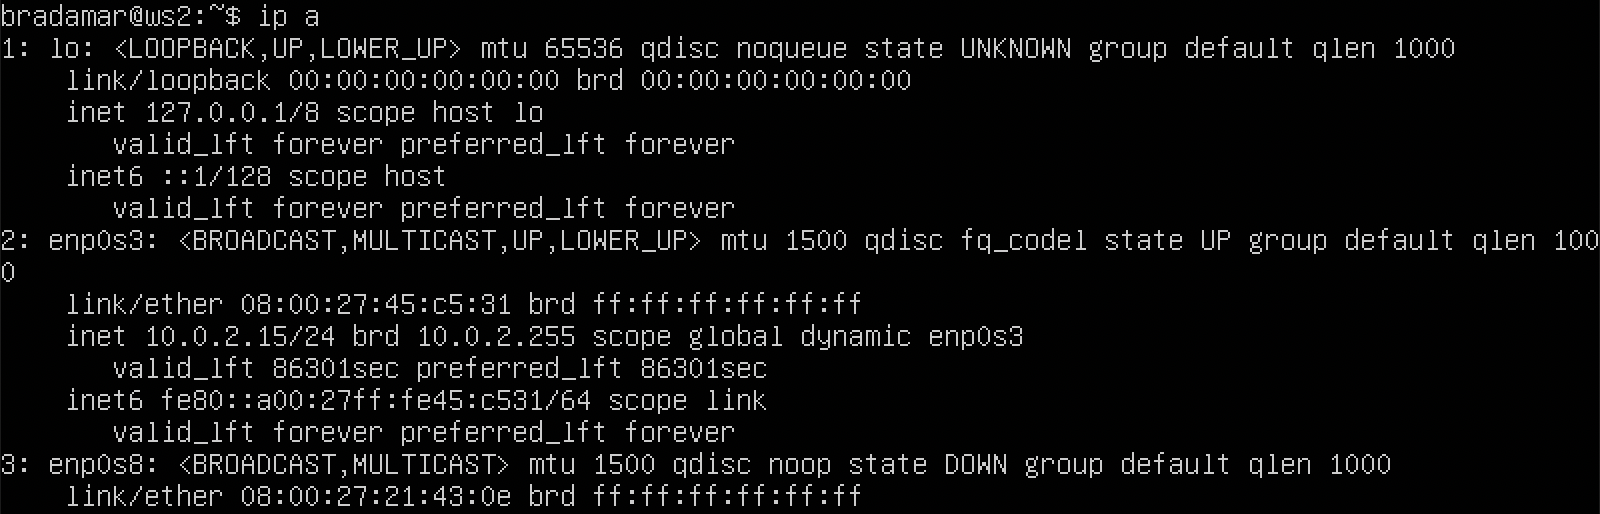 bradamar@ws2:~$ ip a
1: lo: <LOOPBACK,UP,LOWER_UP> mtu 65536 qdisc noqueue state UNKNOWN group default qlen 1000
    link/loopback 00:00:00:00:00:00 brd 00:00:00:00:00:00
    inet 127.0.0.1/8 scope host lo
       valid_lft forever preferred_lft forever
    inet6 ::1/128 scope host
       valid_lft forever preferred_lft forever
2: enp0s3: <BROADCAST,MULTICAST,UP,LOWER_UP> mtu 1500 qdisc fq_codel state UP group default qlen 100
0
    link/ether 08:00:27:45:c5:31 brd ff:ff:ff:ff:ff:ff
    inet 10.0.2.15/24 brd 10.0.2.255 scope global dynamic enp0s3
       valid_lft 86301sec preferred_lft 86301sec
    inet6 fe80::a00:27ff:fe45:c531/64 scope link
       valid_lft forever preferred_lft forever
3: enp0s8: <BROADCAST,MULTICAST> mtu 1500 qdisc noop state DOWN group default qlen 1000
    link/ether 08:00:27:21:43:0e brd ff:ff:ff:ff:ff:ff